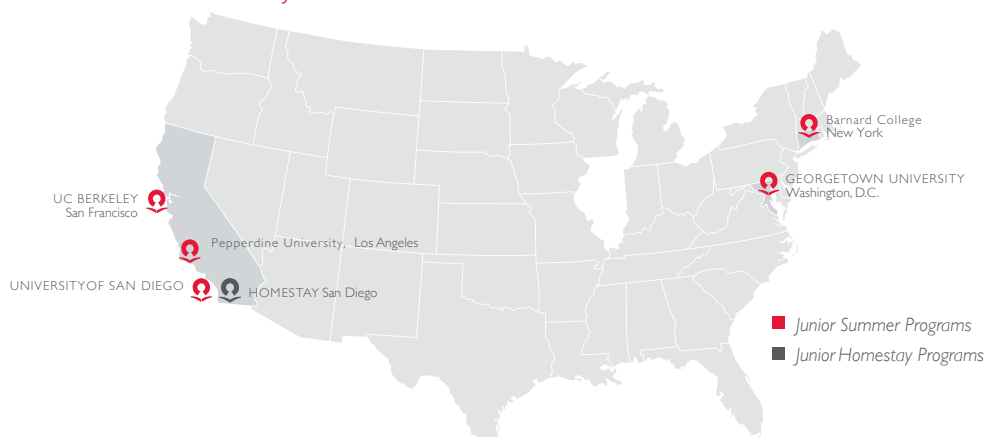 Barnard College
New York
GEORGETOWN UNIVERSITY
Washington, D.C.
UC BERKELEY
San Francisco
Pepperdine University, Los Angeles
UNIVERSITYOF SAN DIEGO
HOMESTAY San Diego
Junior Summer Programs
Junior Homestay Programs